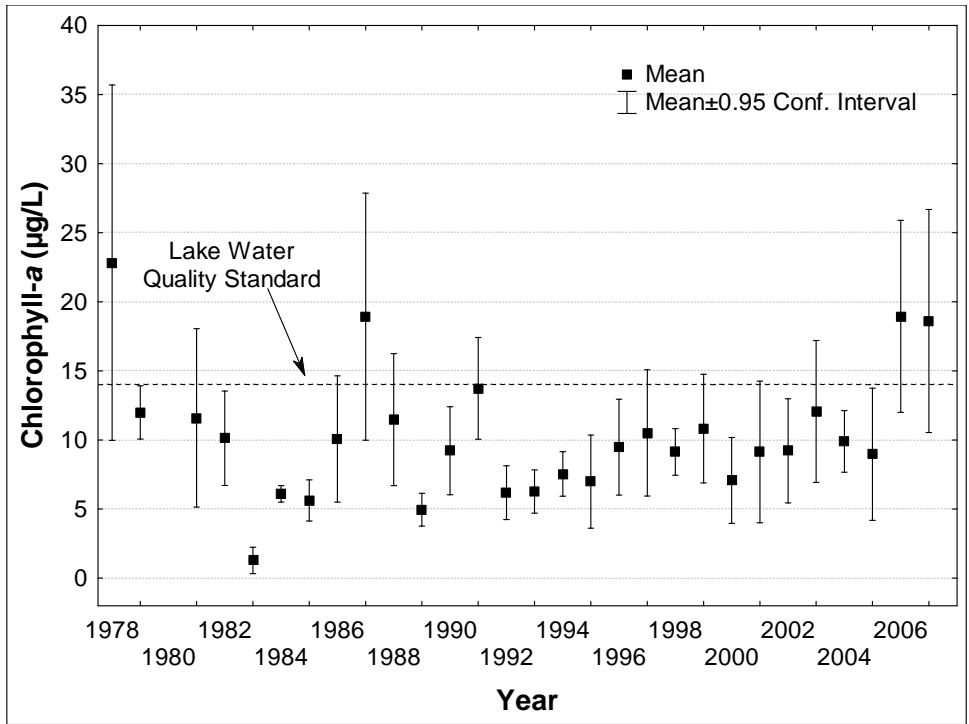 40
35
30
25
20
15
10
5
0
Chlorophyll-a (µg/L)
Mean
Mean±0.95 Conf. Interval
Lake Water
Quality Standard
1978 1982 1986 1990 1994 1998 2002 2006
1980 1984 1988 1992 1996 2000 2004
Year